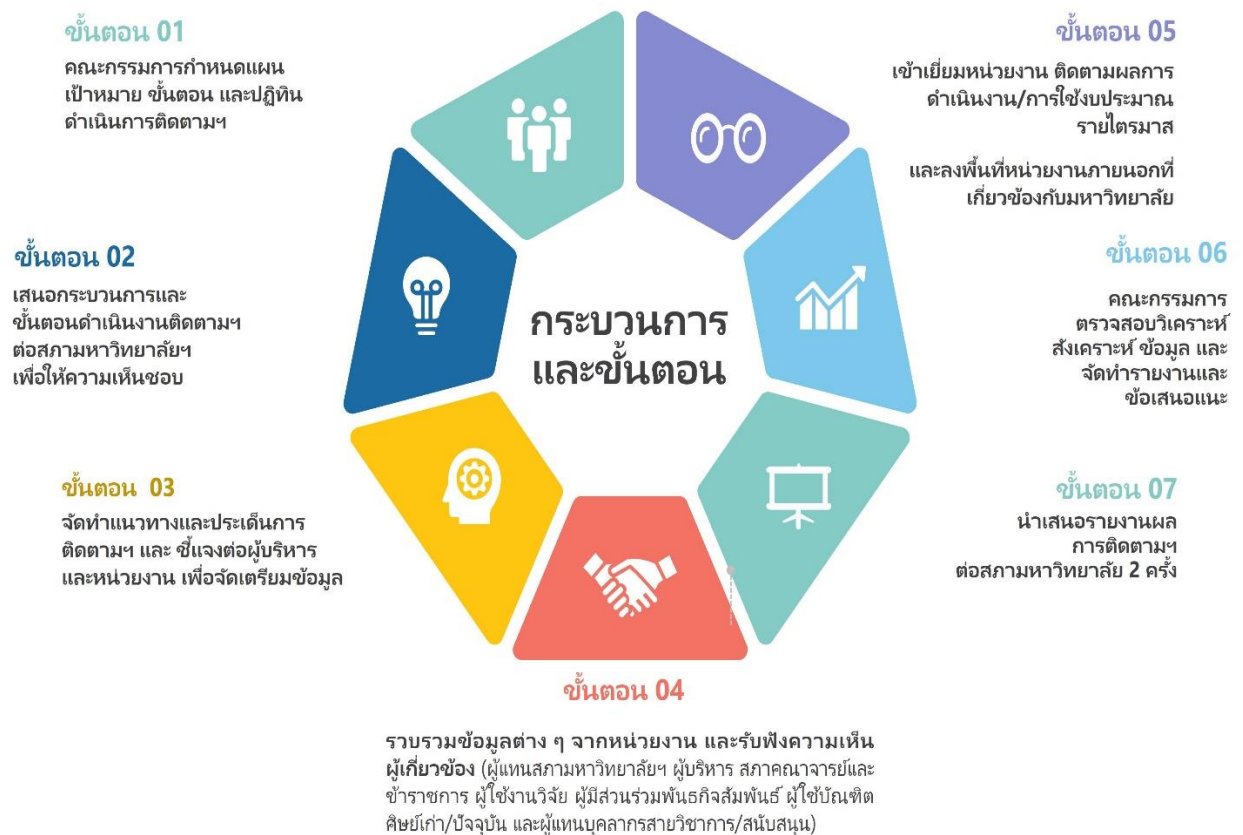 ขั้นตอน 01
คณะกรรมการกำหนดแผน
เป้าหมาย ขั้นตอน และปฏิทิน
ดำเนินการติดตามฯ
ขั้นตอน 02
เสนอกระบวนการและ
ขั้นตอนดำเนินงานติดตามฯ
ต่อสภามหาวิทยาลัยฯ
เพื่อให้ความเห็นชอบ
ขั้นตอน 03
จัดทำแนวทางและประเด็นการ
ติดตามฯ และ ชี้แจงต่อผู้บริหาร
และหน่วยงาน เพื่อจัดเตรียมข้อมูล
กระบวนการ
และขั้นตอน
ขั้นตอน 04
รวบรวมข้อมูลต่าง ๆ จากหน่วยงาน และรับฟังความเห็น
ผู้เกี่ยวข้อง (ผู้แทนสภามหาวิทยาลัยฯ ผู้บริหาร สภาคณาจารย์และ
ข้าราชการ ผู้ใช้งานวิจัย ผู้มีส่วนร่วมพันธกิจสัมพันธ์ ผู้ใช้บัณฑิต
ศิษย์เก่า/ปัจจุบัน และผู้แทนบุคลากรสายวิชาการ/สนับสนุน)
ขั้นตอน 05
เข้าเยี่ยมหน่วยงาน ติดตามผลการ
ดำเนินงาน/การใช้งบประมาณ
รายไตรมาส
และลงพื้นที่หน่วยงานภายนอกที่
เกี่ยวข้องกับมหาวิทยาลัย
ขั้นตอน 06
คณะกรรมการ
ตรวจสอบวิเคราะห์
สังเคราะห์ ข้อมูล และ
จัดทำรายงานและ
ข้อเสนอแนะ
ขั้นตอน 07
นำเสนอรายงานผล
การติดตามฯ
ต่อสภามหาวิทยาลัย 2 ครั้ง